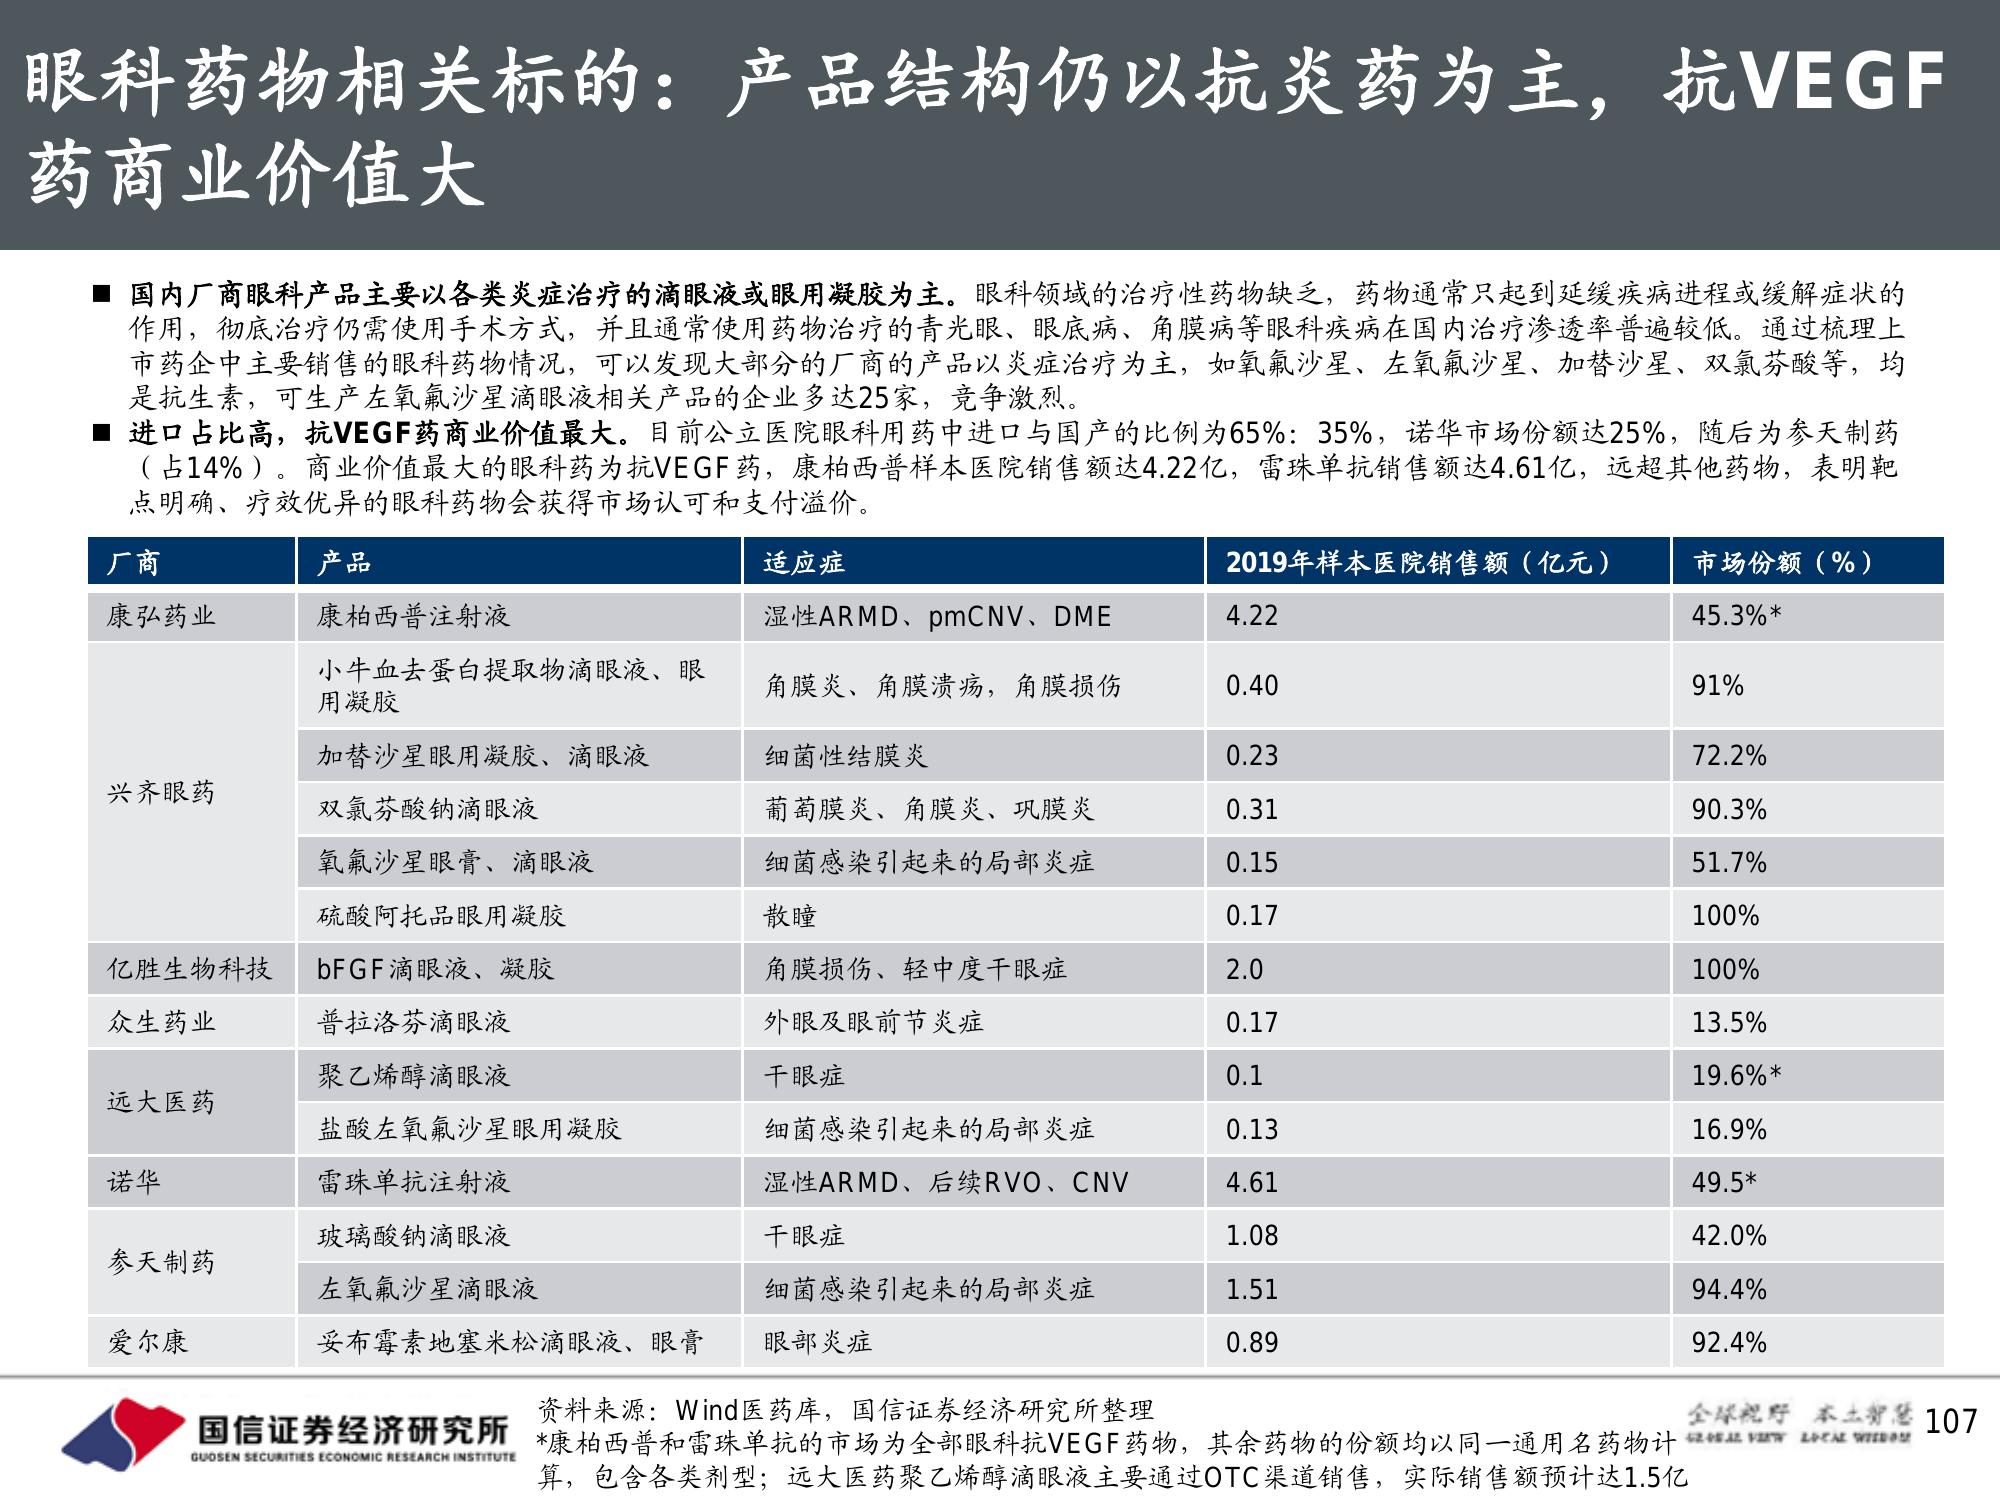 眼科药物相关标的：产品结构仍以抗炎药为主，抗VEGF
药商业价值大
■ 国内厂商眼科产品主要以各类炎症治疗的滴眼液或眼用凝胶为主。眼科领域的治疗性药物缺乏，药物通常只起到延缓疾病进程或缓解症状的
作用，彻底治疗仍需使用手术方式，并且通常使用药物治疗的青光眼、眼底病、角膜病等眼科疾病在国内治疗渗透率普遍较低。通过梳理上
市药企中主要销售的眼科药物情况，可以发现大部分的厂商的产品以炎症治疗为主，如氧氟沙星、左氧氟沙星、加替沙星、双氯芬酸等，均
是抗生素，可生产左氧氟沙星滴眼液相关产品的企业多达25家，竞争激烈。
■ 进口占比高，抗VEGF药商业价值最大。目前公立医院眼科用药中进口与国产的比例为65%：35%，诺华市场份额达25%，随后为参天制药
（占14%）。商业价值最大的眼科药为抗VEGF药，康柏西普样本医院销售额达4.22亿，雷珠单抗销售额达4.61亿，远超其他药物，表明靶
点明确、疗效优异的眼科药物会获得市场认可和支付溢价。
厂商 产品 适应症 2019年样本医院销售额（亿元） 市场份额（%）
康弘药业 康柏西普注射液 湿性ARMD、pmCNV、DME 4.22 45.3%*
兴齐眼药 小牛血去蛋白提取物滴眼液、眼
用凝胶 角膜炎、角膜溃疡，角膜损伤 0.40 91%
加替沙星眼用凝胶、滴眼液 细菌性结膜炎 0.23 72.2%
双氯芬酸钠滴眼液 葡萄膜炎、角膜炎、巩膜炎 0.31 90.3%
氧氟沙星眼膏、滴眼液 细菌感染引起来的局部炎症 0.15 51.7%
硫酸阿托品眼用凝胶 散瞳 0.17 100%
亿胜生物科技 bFGF滴眼液、凝胶 角膜损伤、轻中度干眼症 2.0 100%
众生药业 普拉洛芬滴眼液 外眼及眼前节炎症 0.17 13.5%
远大医药 聚乙烯醇滴眼液 干眼症 0.1 19.6%*
盐酸左氧氟沙星眼用凝胶 细菌感染引起来的局部炎症 0.13 16.9%
诺华 雷珠单抗注射液 湿性ARMD、后续RVO、CNV 4.61 49.5*
参天制药 玻璃酸钠滴眼液 干眼症 1.08 42.0%
左氧氟沙星滴眼液 细菌感染引起来的局部炎症 1.51 94.4%
爱尔康 妥布霉素地塞米松滴眼液、眼膏 眼部炎症 0.89 92.4%
国信证券经济研究所
GUOSEN SECURITIES ECONOMIC RESEARCH INSTITUTE
资料来源：Wind医药库，国信证券经济研究所整理
*康柏西普和雷珠单抗的市场为全部眼科抗VEGF药物，其余药物的份额均以同一通用名药物计
算，包含各类剂型；远大医药聚乙烯醇滴眼液主要通过OTC渠道销售，实际销售额预计达1.5亿
全球视野 本土智慧
GLOBAL VIEW LOCAL WISDOM
107